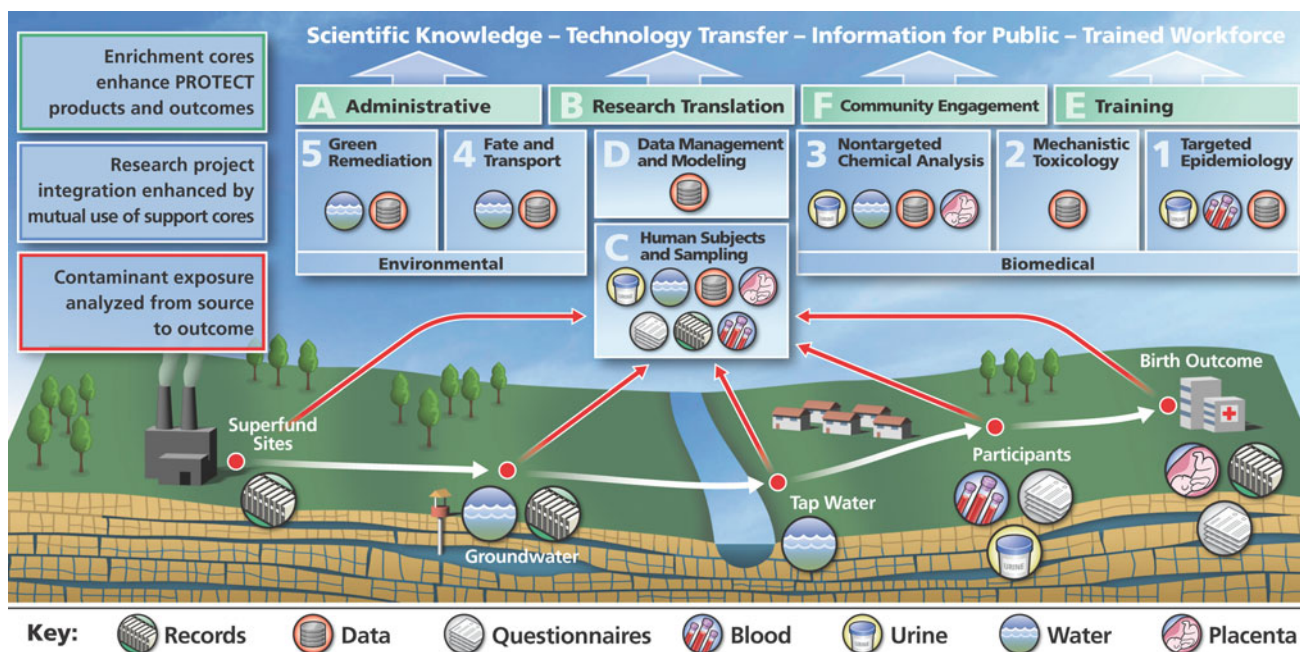 Scientific Knowledge – Technology Transfer – Information for Public – Trained Workforce
Enrichment cores
enhance PROTECT
products and outcomes
Research project
integration enhanced by
mutual use of support cores
Contaminant exposure
analyzed from source
to outcome
A Administrative
B Research Translation
F Community Engagement
E Training
5 Green
Remediation
4 Fate and
Transport
Environmental
D Data Management
and Modeling
C Human Subjects
and Sampling
URINE
3 Nontargeted
Chemical Analysis
URINE
2 Mechanistic
Toxicology
1 Targeted
Epidemiology
URINE
Biomedical
Superfund
Sites
Groundwater
Tap Water
Participants
URINE
Birth Outcome
Key:
Records
Data
Questionnaires
Blood
URINE
Urine
Water
Placenta